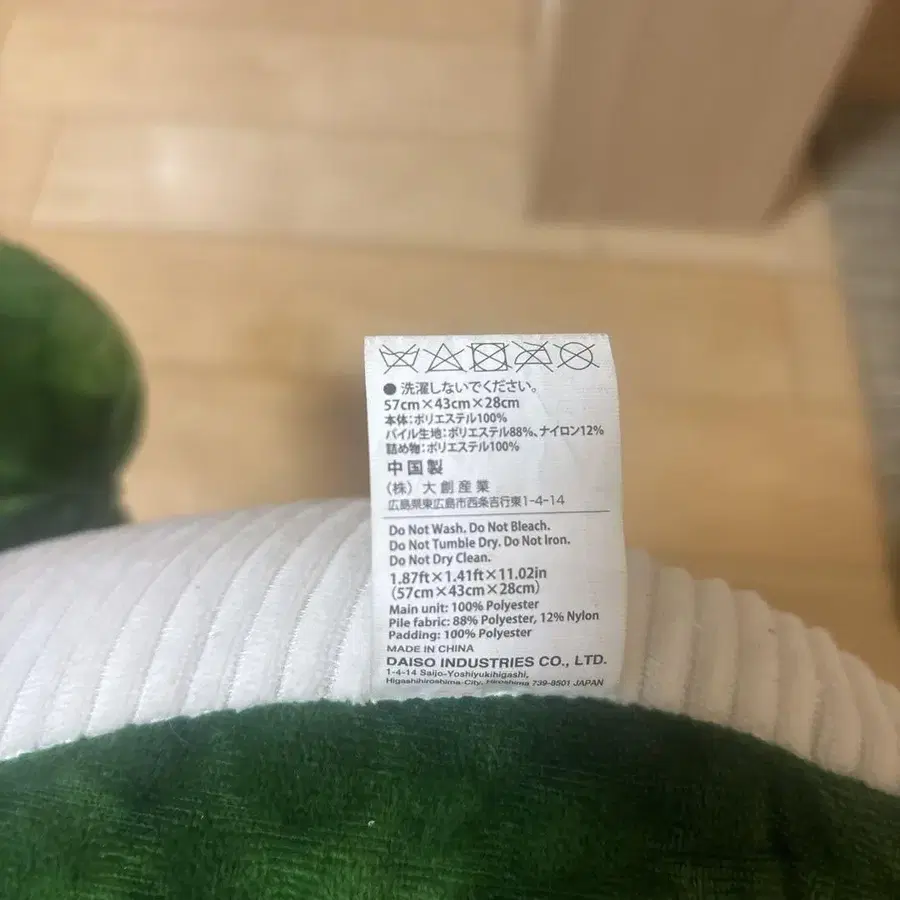 ● 洗濯しないでください。
57cm×43cm×28cm
本体:ポリエステル100%
パイル生地:ポリエステル88%、ナイロン12%
詰め物:ポリエステル100%
中国製
(株) 大創産業
広島県東広島市西条吉行東1-4-14
Do Not Wash. Do Not Bleach.
Do Not Tumble Dry. Do Not Iron.
Do Not Dry Clean.
1.87ft×1.41ft×11.02in
(57cm×43cm×28cm)
Main unit: 100% Polyester
Pile fabric: 88% Polyester, 12% Nylon
Padding: 100% Polyester
MADE IN CHINA
DAISO INDUSTRIES CO., LTD.
1-4-14 Saijo-Yoshiyukihigashi,
Higashihiroshima-City, Hiroshima 739-8501 JAPAN